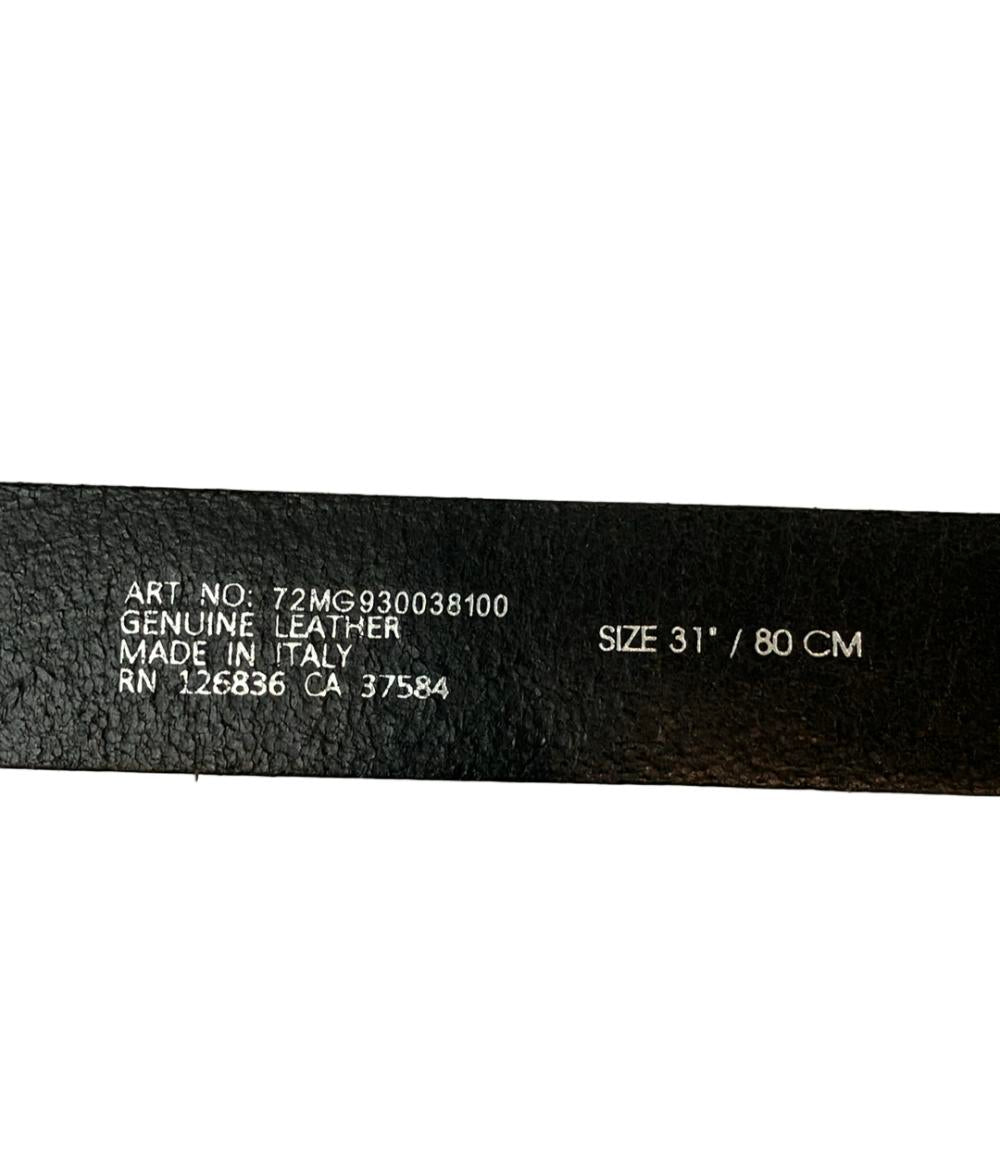 ART NO: 72MG930038100
GENUINE LEATHER
MADE IN ITALY
RN 126836 CA 37584
SIZE 31" / 80 CM